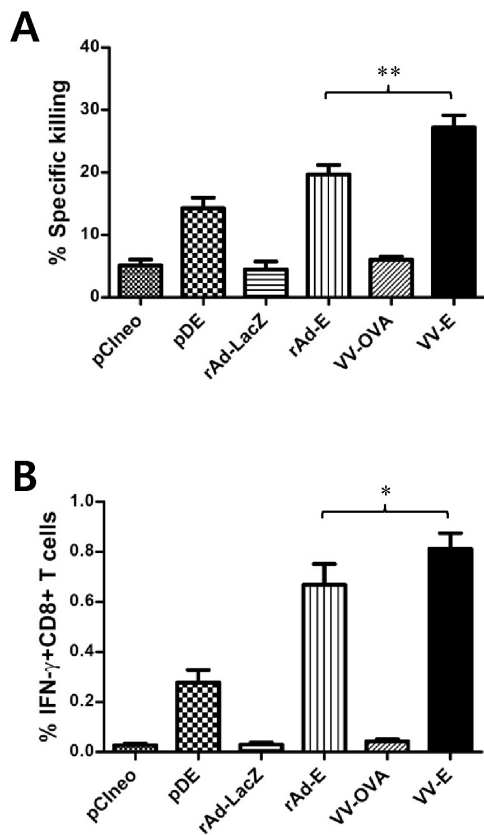 A
% Specific killing
40
30
20
10
0
**
pCIneo
pDE
rAd-LacZ
rAd-E
VV-OVA
VV-E
B
% IFN-γ+CD8+ T cells
1.0
0.8
0.6
0.4
0.2
0.0
*
pCIneo
pDE
rAd-LacZ
rAd-E
VV-OVA
VV-E